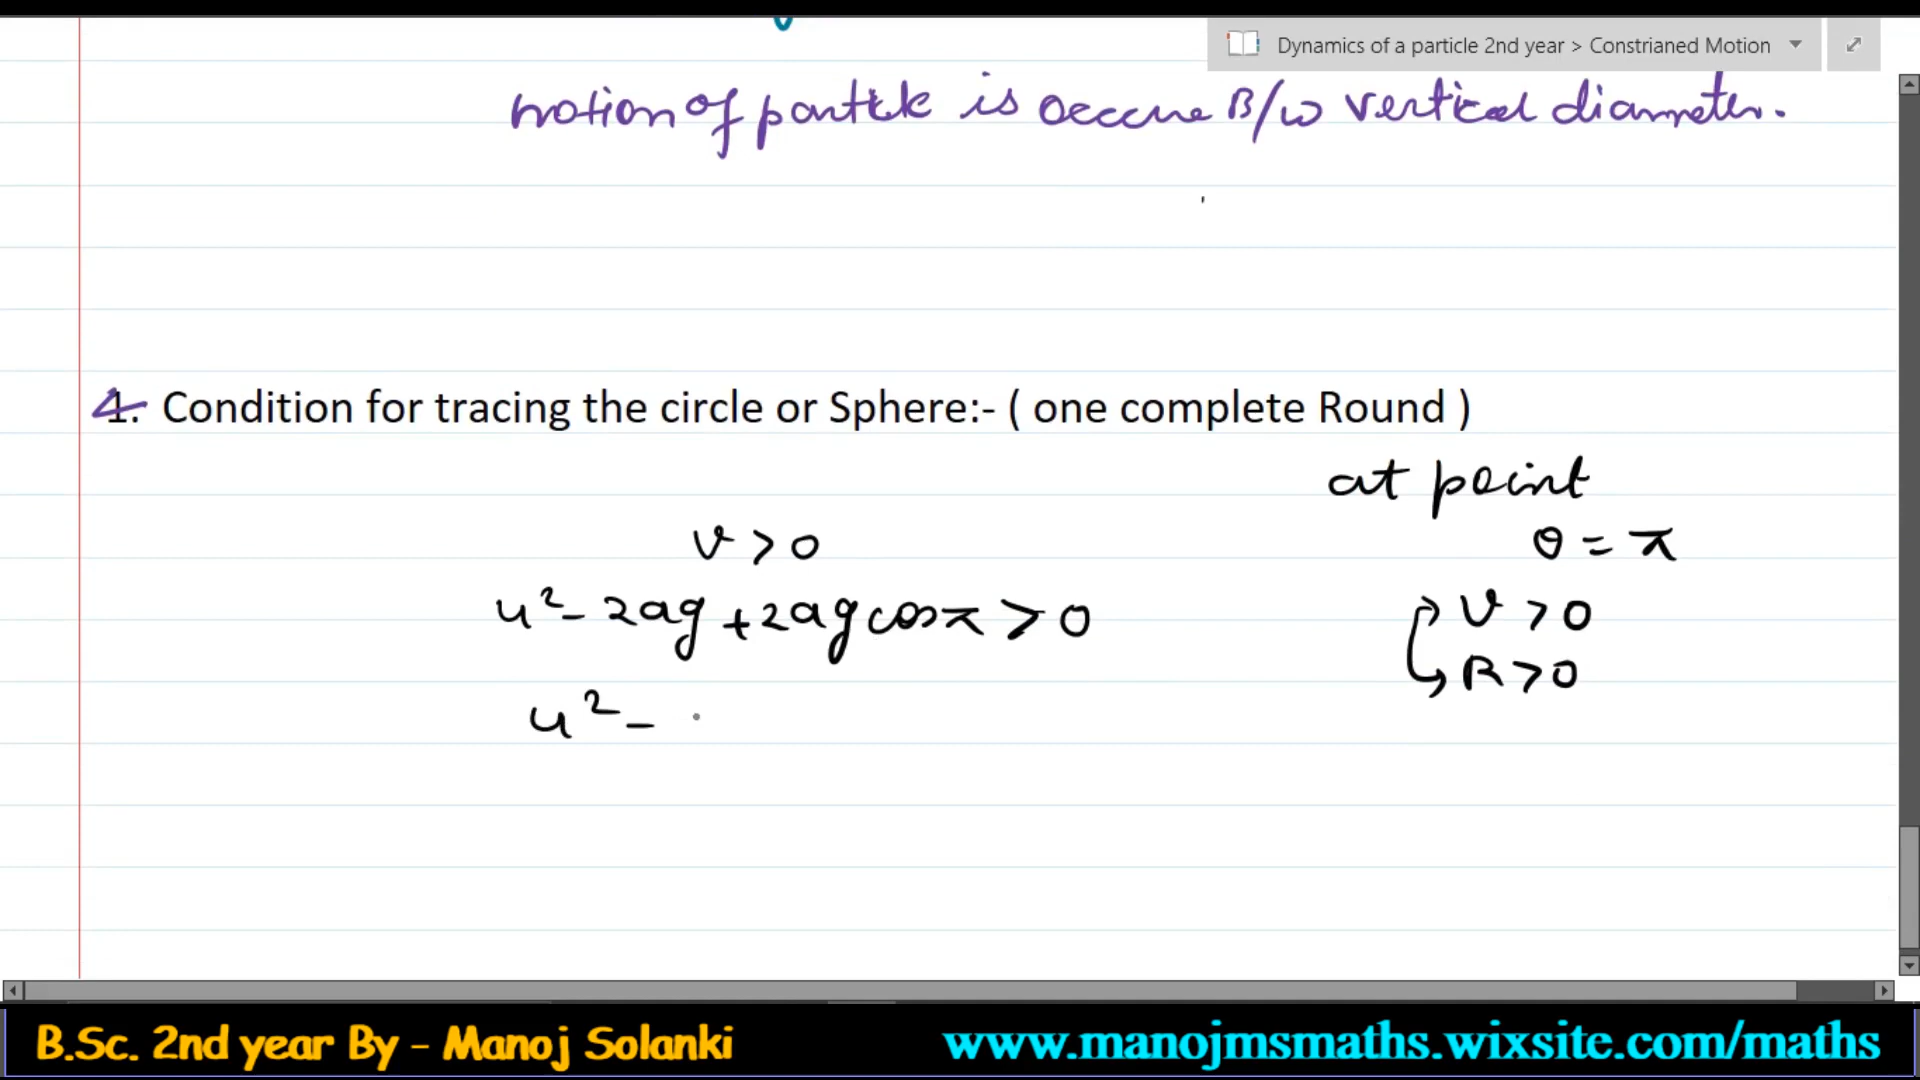 Dynamics of a particle 2nd year > Constrianed Motion
motion of particle is occure B/w vertical diameter.
1. Condition for tracing the circle or Sphere:- ( one complete Round )
at point
θ = π
v > 0
u² - 2ag + 2ag cos π > 0
v > 0
R > 0
u² -
B.Sc. 2nd year By - Manoj Solanki
www.manojmsmaths.wixsite.com/maths